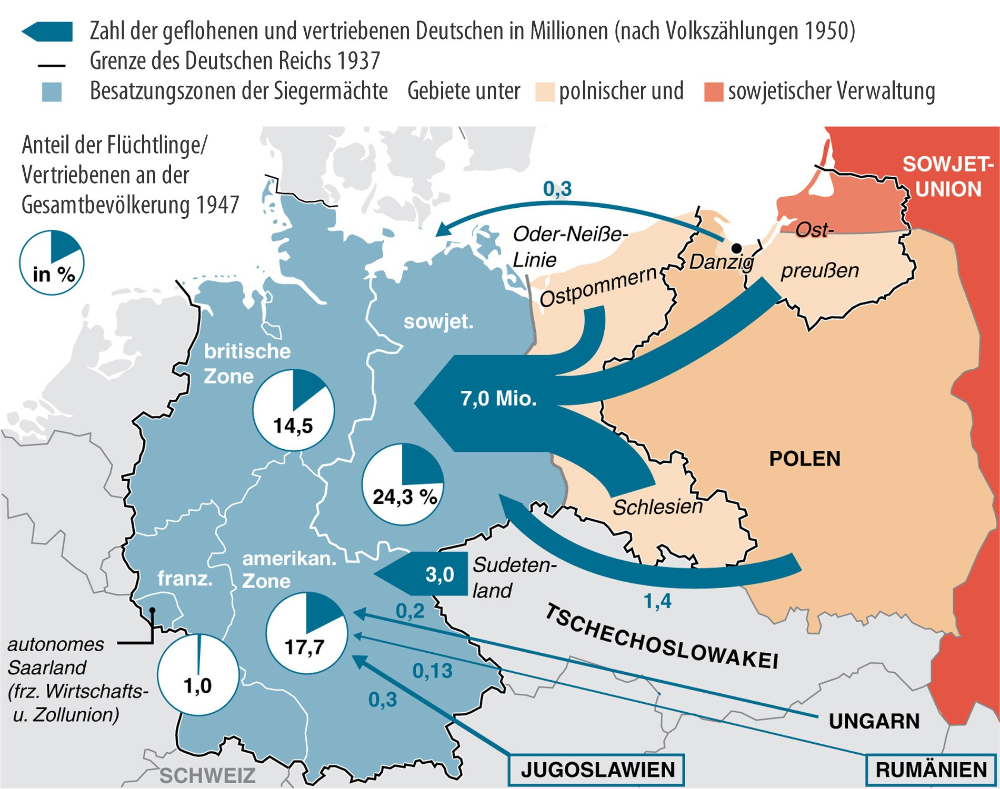 Zahl der geflohenen und vertriebenen Deutschen in Millionen (nach Volkszählungen 1950)
Grenze des Deutschen Reichs 1937
Besatzungszonen der Siegermächte Gebiete unter polnischer und sowjetischer Verwaltung
Anteil der Flüchtlinge/
Vertriebenen an der
Gesamtbevölkerung 1947
in %
SOWJET-
UNION
0,3
Oder-Neiße-
Linie
Ost-
preußen
Danzig
Ostpommern
sowjet.
britische
Zone
14,5
7,0 Mio.
24,3 %
POLEN
Schlesien
amerikan.
Zone
franz.
3,0
Sudeten-
land
1,4
0,2
TSCHECHOSLOWAKEI
17,7
0,13
0,3
autonomes
Saarland
(frz. Wirtschafts-
u. Zollunion)
1,0
UNGARN
JUGOSLAWIEN
RUMÄNIEN
SCHWEIZ